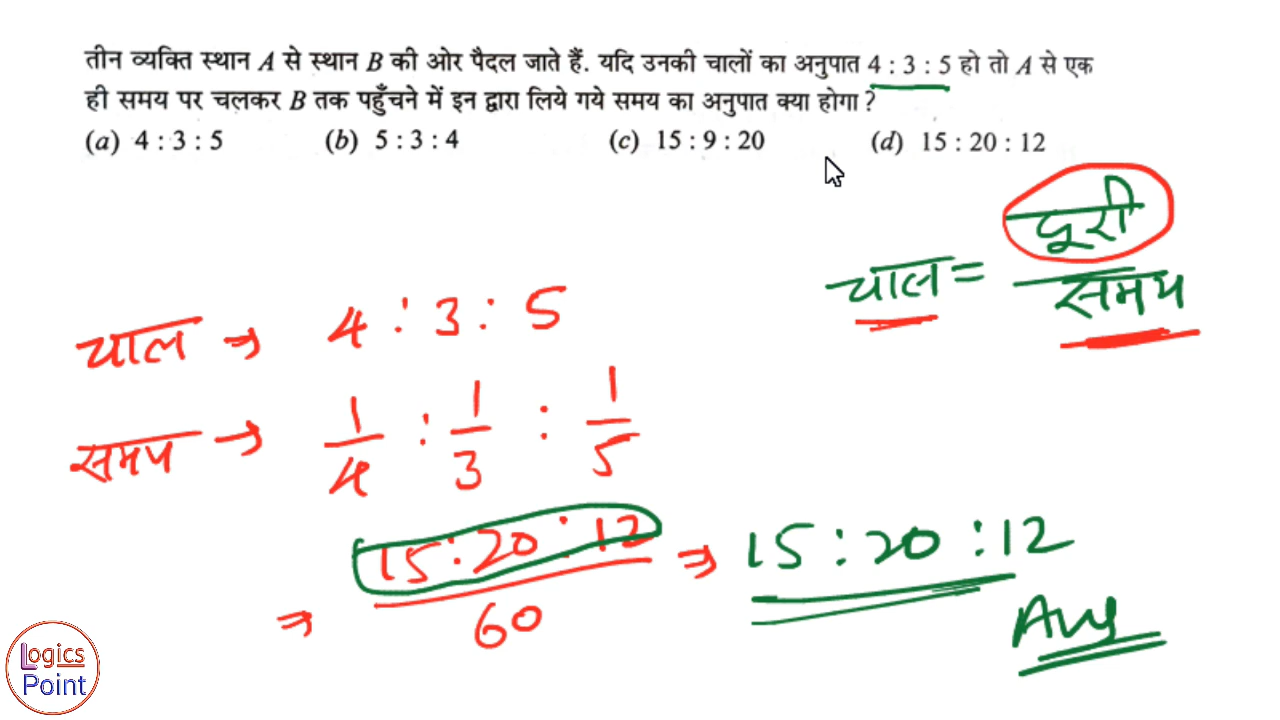 तीन व्यक्ति स्थान A से स्थान B की ओर पैदल जाते हैं. यदि उनकी चालों का अनुपात 4 : 3 : 5 हो तो A से एक
ही समय पर चलकर B तक पहुँचने में इन द्वारा लिये गये समय का अनुपात क्या होगा ?
(a) 4 : 3 : 5 (b) 5 : 3 : 4 (c) 15 : 9 : 20 (d) 15 : 20 : 12
चाल = दूरी / समय
चाल → 4 : 3 : 5
समय → 1/4 : 1/3 : 1/5
⇒ 15 : 20 : 12 / 60 ⇒ 15 : 20 : 12
Ans
Logics
Point